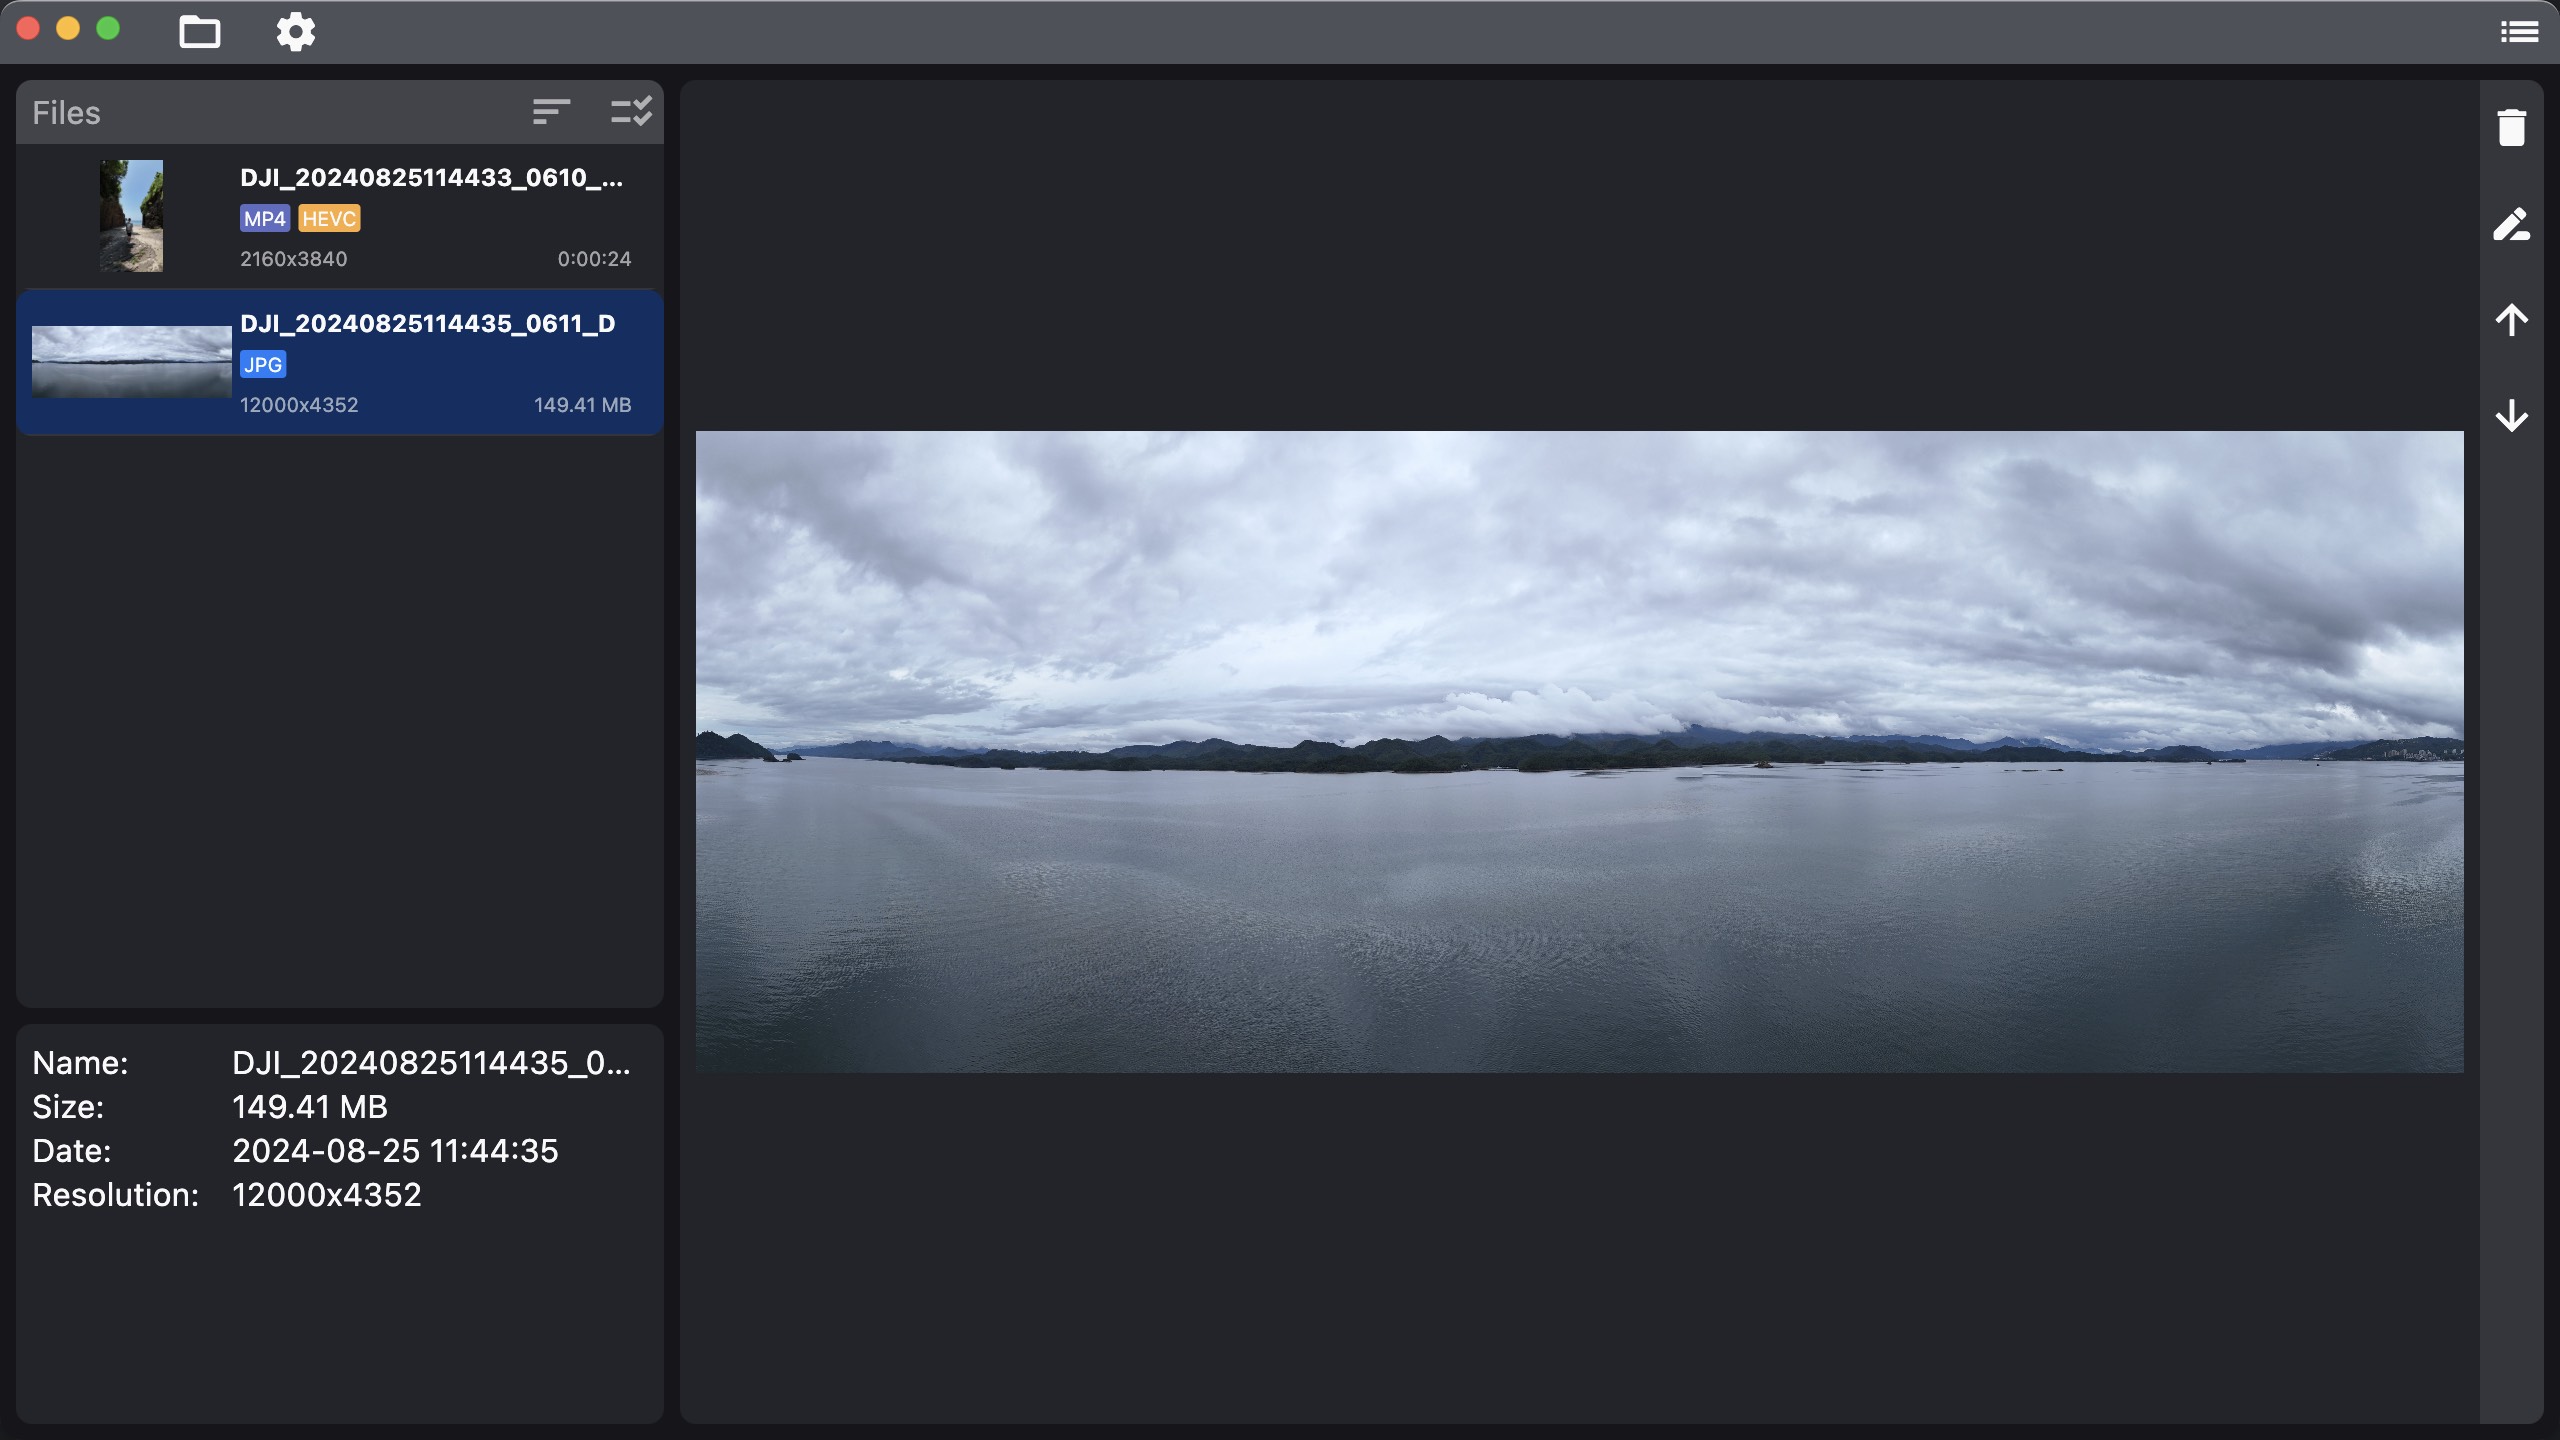 Files
DJI_20240825114433_0610_...
MP4 HEVC
2160x3840 0:00:24
DJI_20240825114435_0611_D
JPG
12000x4352 149.41 MB
Name: DJI_20240825114435_0...
Size: 149.41 MB
Date: 2024-08-25 11:44:35
Resolution: 12000x4352